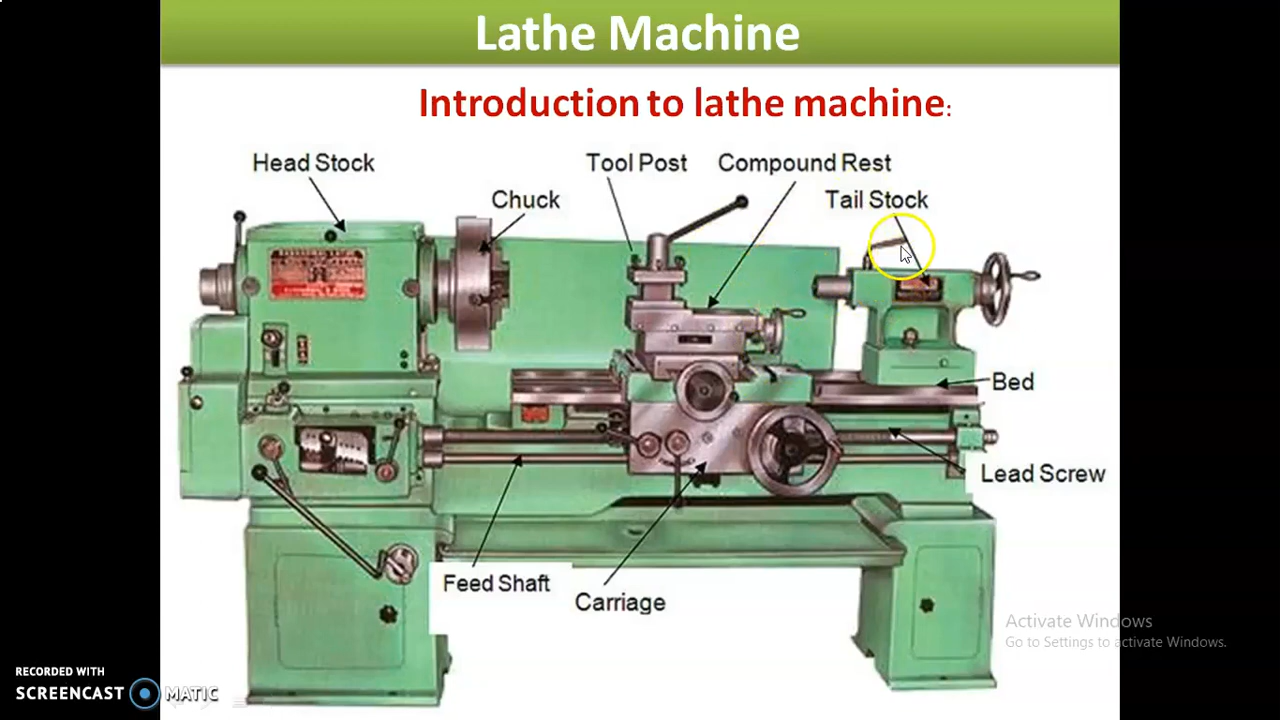 Lathe Machine
Introduction to lathe machine:
Head Stock
Tool Post
Compound Rest
Chuck
Tail Stock
Bed
Lead Screw
Feed Shaft
Carriage
Activate Windows
Go to Settings to activate Windows.
RECORDED WITH
SCREENCAST MATIC